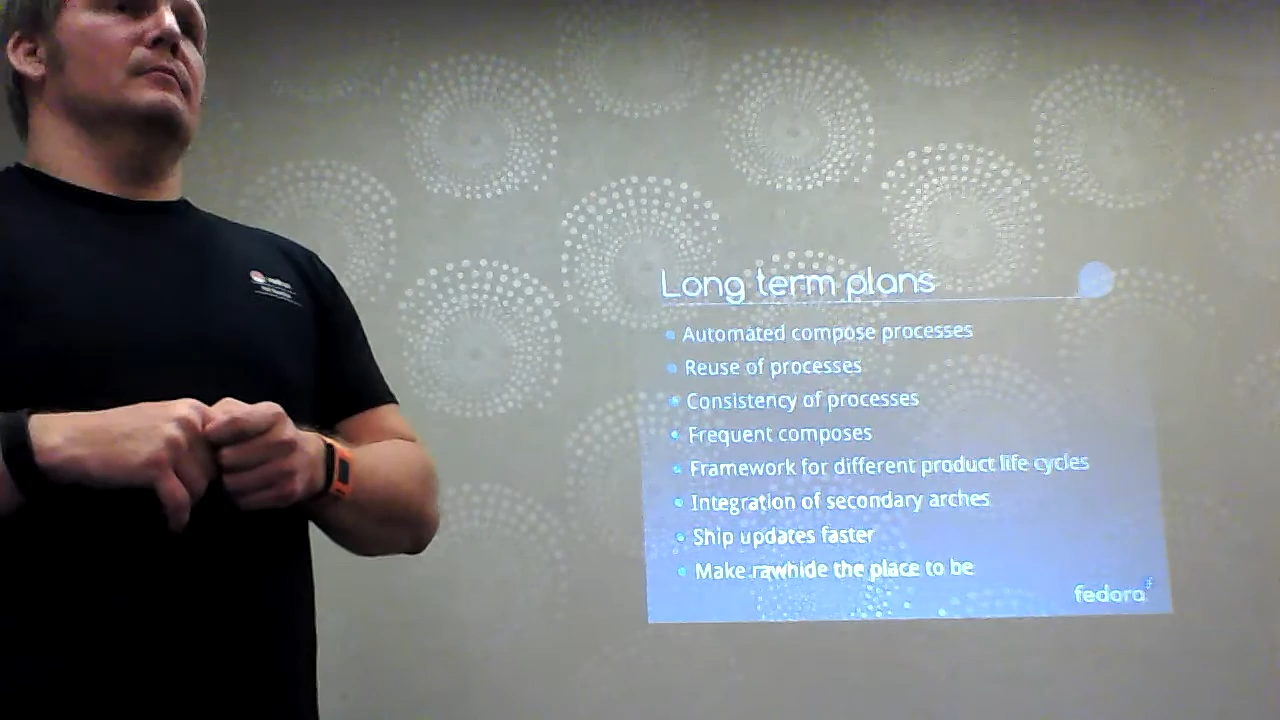 Long term plans
Automated compose processes
Reuse of processes
Consistency of processes
Frequent composes
Framework for different product life cycles
Integration of secondary arches
Ship updates faster
Make rawhide the place to be
fedora